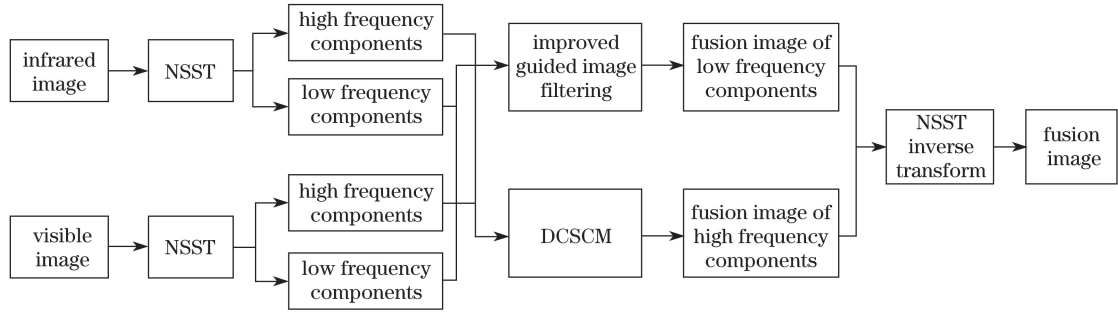 infrared
image
NSST
high frequency
components
low frequency
components
visible
image
NSST
high frequency
components
low frequency
components
improved
guided image
filtering
fusion image of
low frequency
components
DCSCM
fusion image of
high frequency
components
NSST
inverse
transform
fusion
image